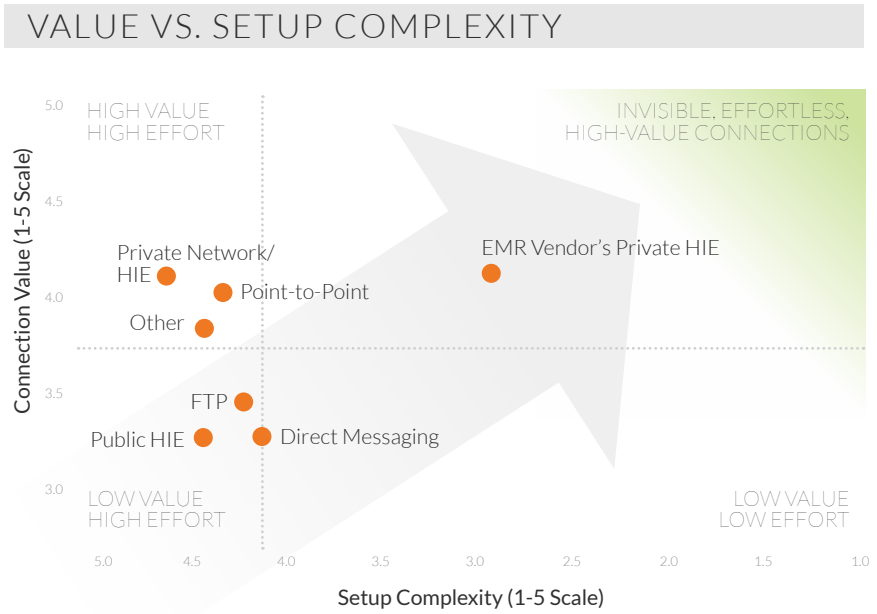 VALUE VS. SETUP COMPLEXITY
5.0
HIGH VALUE
HIGH EFFORT
INVISIBLE, EFFORTLESS,
HIGH-VALUE CONNECTIONS
Connection Value (1-5 Scale)
4.5
Private Network/
HIE
EMR Vendor's Private HIE
Point-to-Point
4.0
Other
3.5
FTP
Public HIE
Direct Messaging
3.0
LOW VALUE
HIGH EFFORT
LOW VALUE
LOW EFFORT
5.0 4.5 4.0 3.5 3.0 2.5 2.0 1.5 1.0
Setup Complexity (1-5 Scale)